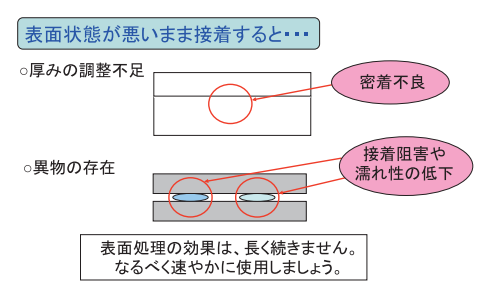 表面状態が悪いまま接着すると・・・
○厚みの調整不足
密着不良
○異物の存在
接着阻害や
濡れ性の低下
表面処理の効果は、長く続きません。
なるべく速やかに使用しましょう。